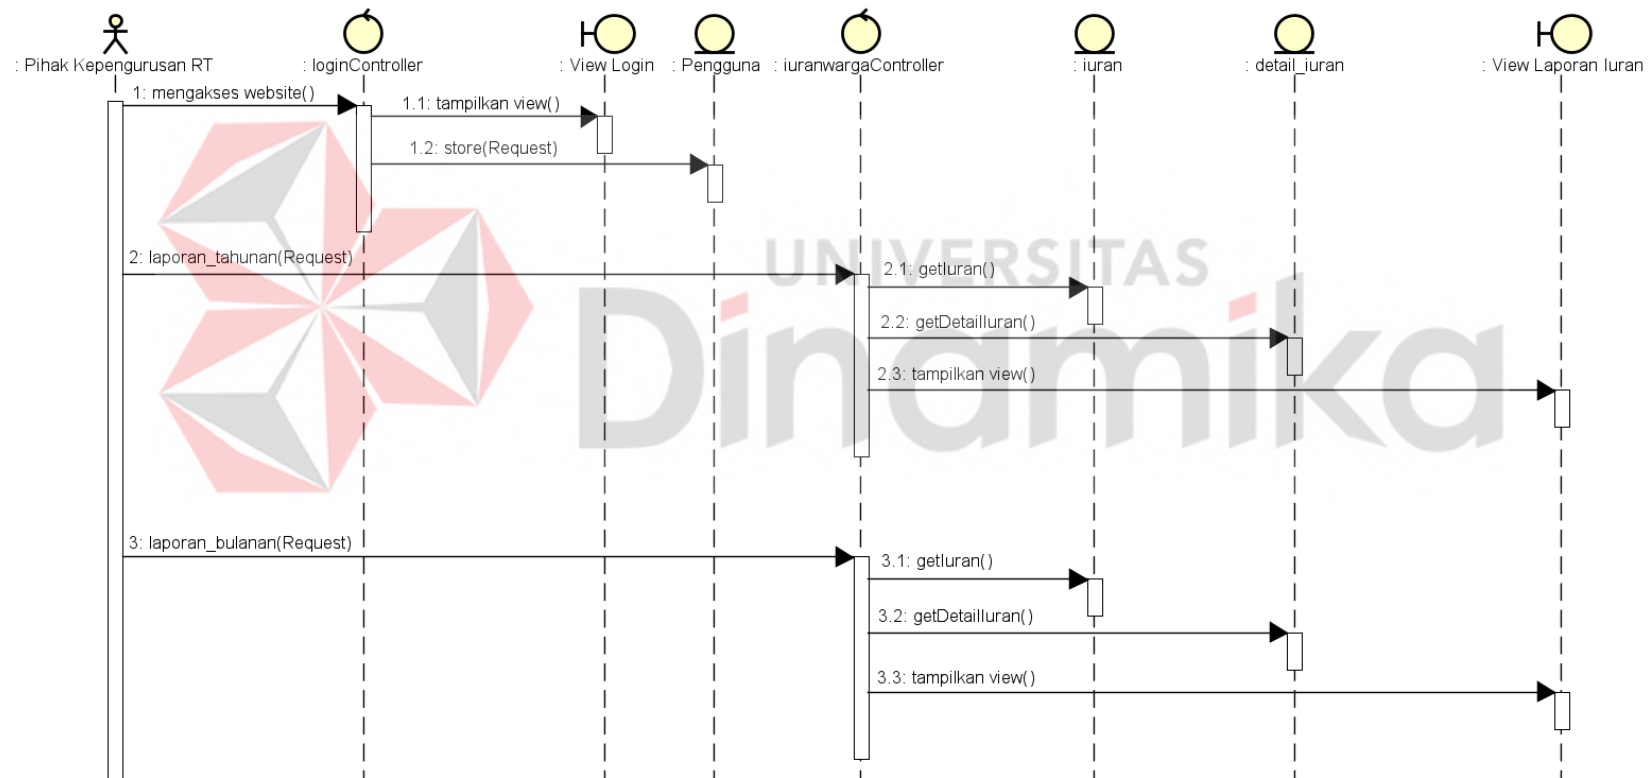 : Pihak Kepengurusan RT
: loginController
: View Login
: Pengguna
: iuranwargaController
: iuran
: detail_iuran
: View Laporan Iuran
1: mengakses website()
1.1: tampilkan view()
1.2: store(Request)
2: laporan_tahunan(Request)
2.1: getIuran()
2.2: getDetailIuran()
2.3: tampilkan view()
UNIVERSITAS
Dinamika
3: laporan_bulanan(Request)
3.1: getIuran()
3.2: getDetailIuran()
3.3: tampilkan view()